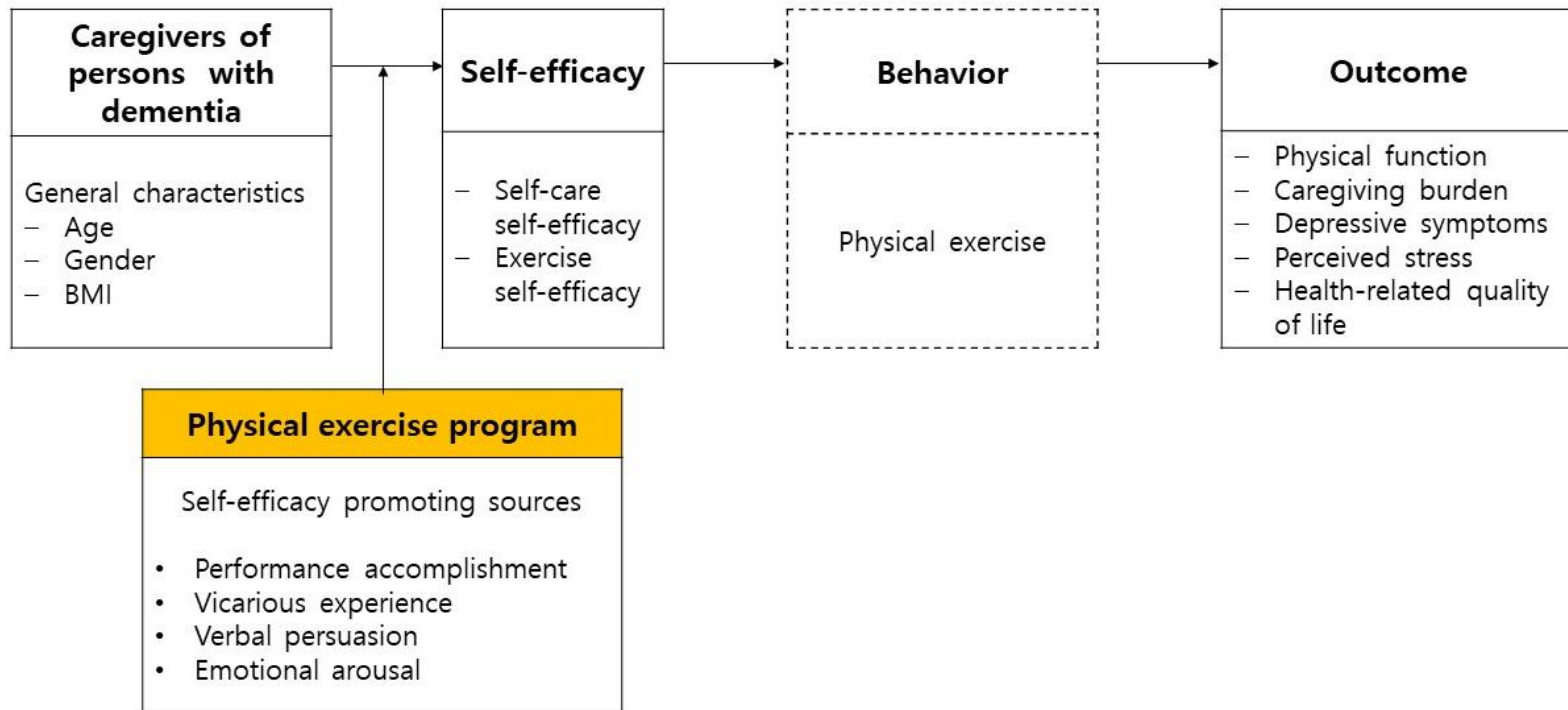 Caregivers of
persons with
dementia
General characteristics
– Age
– Gender
– BMI
Self-efficacy
– Self-care
self-efficacy
– Exercise
self-efficacy
Behavior
Physical exercise
Outcome
– Physical function
– Caregiving burden
– Depressive symptoms
– Perceived stress
– Health-related quality
of life
Physical exercise program
Self-efficacy promoting sources
• Performance accomplishment
• Vicarious experience
• Verbal persuasion
• Emotional arousal